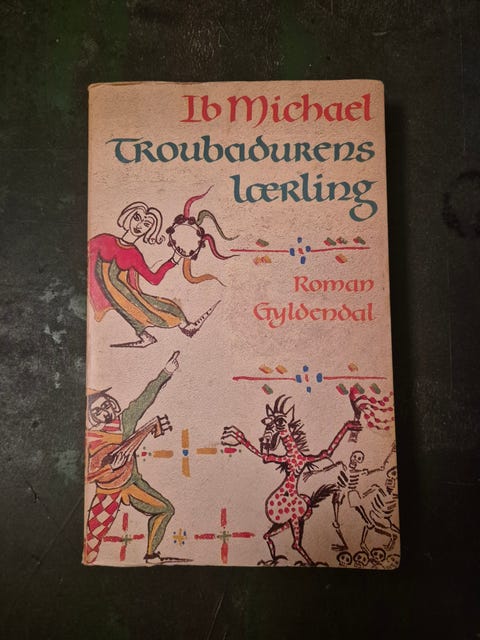 Ib Michael
Troubadurens
lærling
Roman
Gyldendal